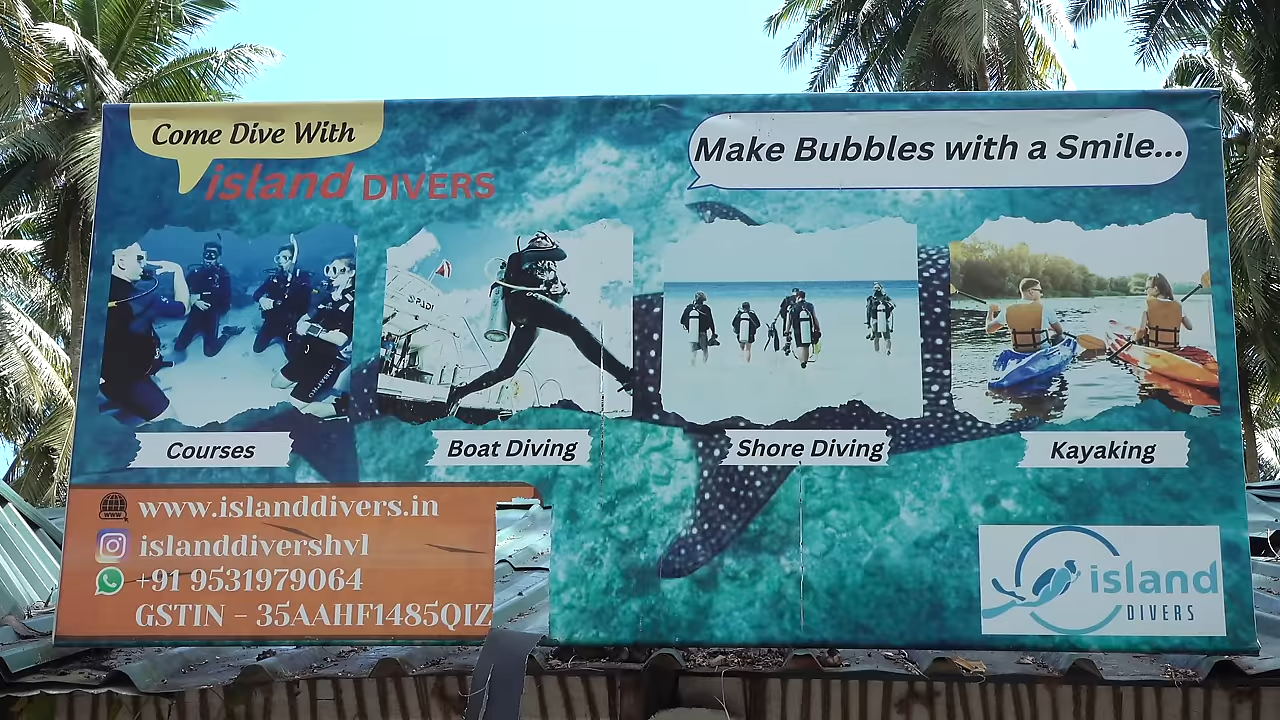 Come Dive With
island DIVERS
Make Bubbles with a Smile...
PADI
Courses
Boat Diving
Shore Diving
Kayaking
www.islanddivers.in
islanddivershvl
+91 9531979064
GSTIN - 35AAHF1485QIZ
island
DIVERS